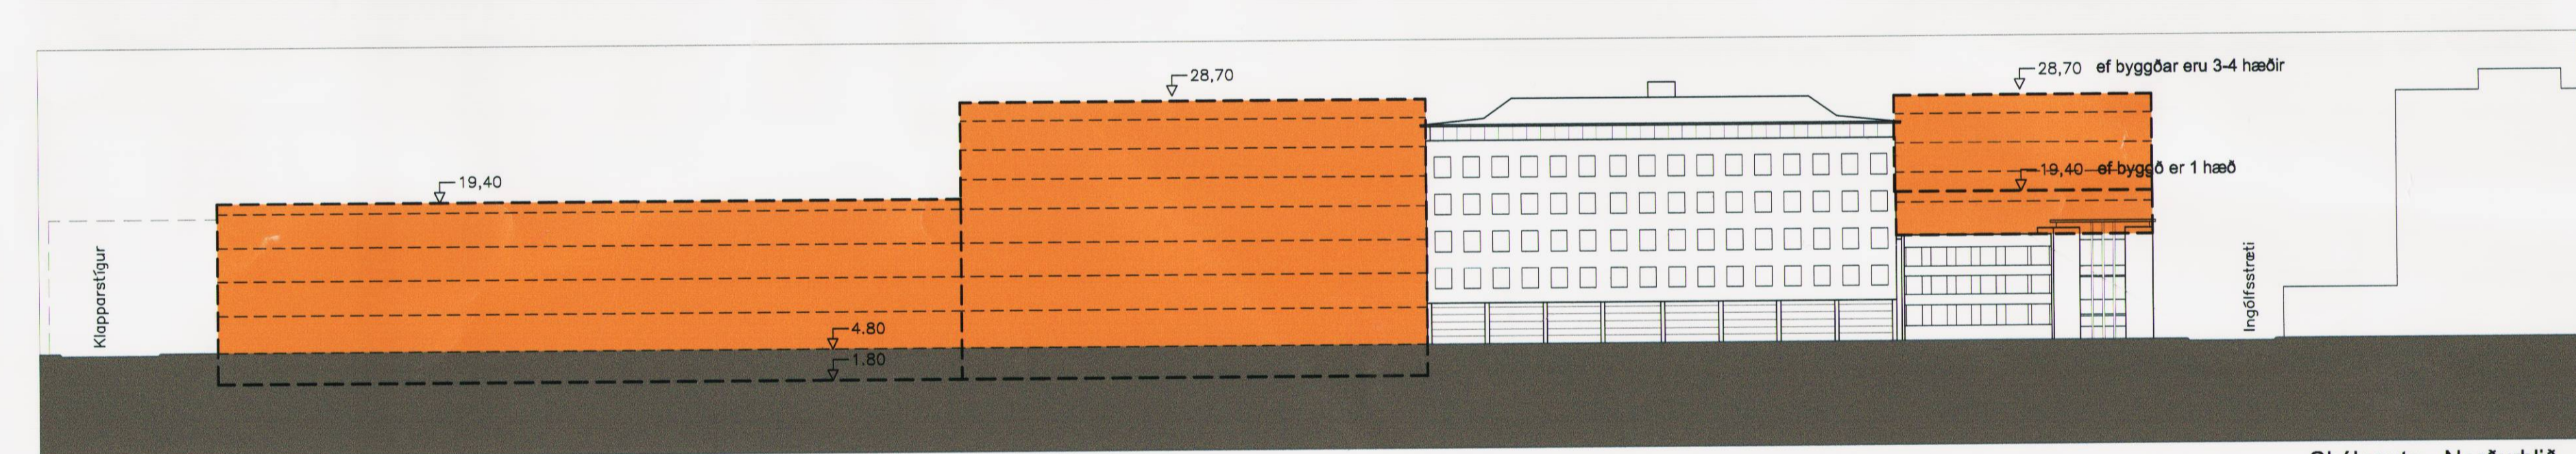 28,70
28,70 ef byggðar eru 3-4 hæðir
19,40
19,40 ef byggð er 1 hæð
Klapparstígur
Ingólfsstræti
4.80
1.80